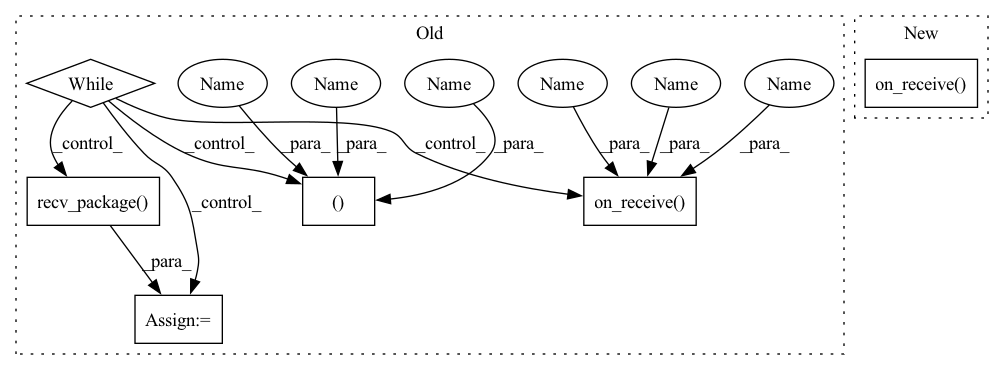 Old
New
While
Name
Name
Name
Name
Name
Name
on_receive()
_control_
_control_
_para_
_para_
_control_
_para_
_para_
_para_
_para_
recv_package()
_control_
()
on_receive()
_para_
Assign:=